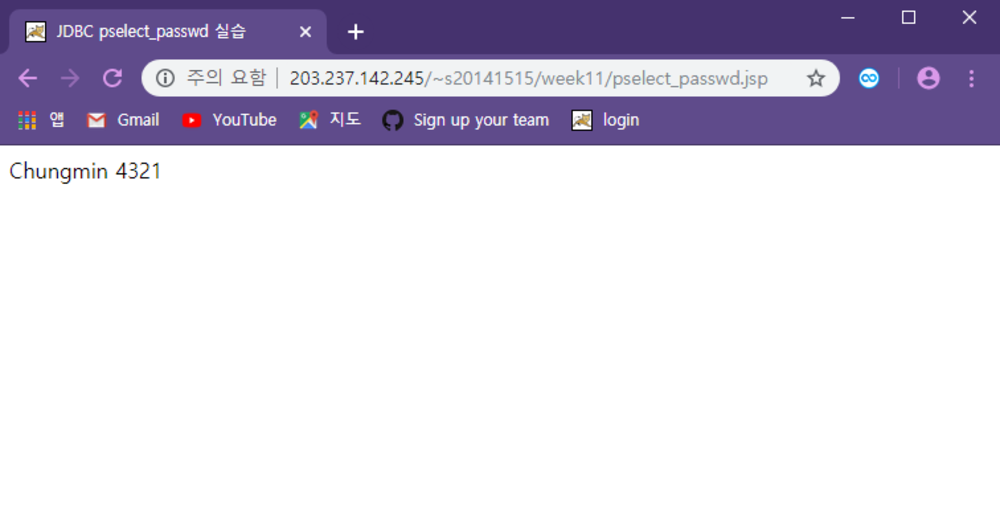 JDBC pselect_passwd 실습
주의 요함 203.237.142.245/~s20141515/week11/pselect_passwd.jsp
앱 Gmail YouTube 지도 Sign up your team login
Chungmin 4321